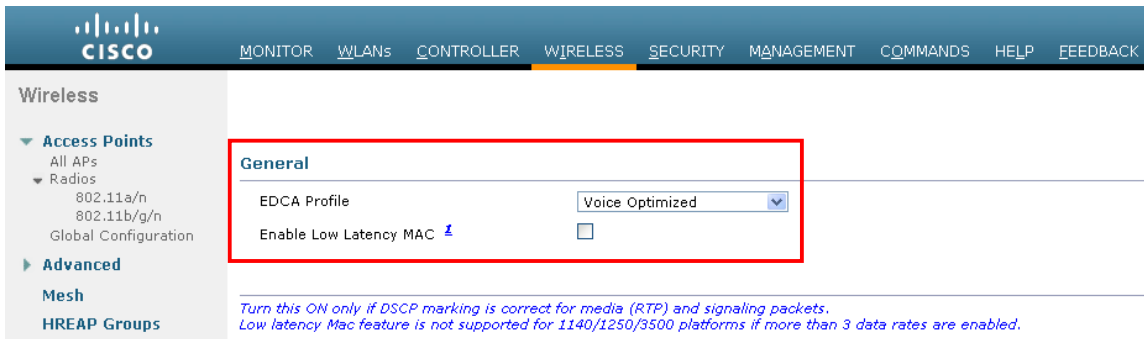 CISCO
MONITOR WLANs CONTROLLER WIRELESS SECURITY MANAGEMENT COMMANDS HELP FEEDBACK
Wireless
Access Points
All APs
Radios
802.11a/n
802.11b/g/n
Global Configuration
Advanced
Mesh
HREAP Groups
General
EDCA Profile Voice Optimized
Enable Low Latency MAC 1
Turn this ON only if DSCP marking is correct for media (RTP) and signaling packets.
Low latency Mac feature is not supported for 1140/1250/3500 platforms if more than 3 data rates are enabled.